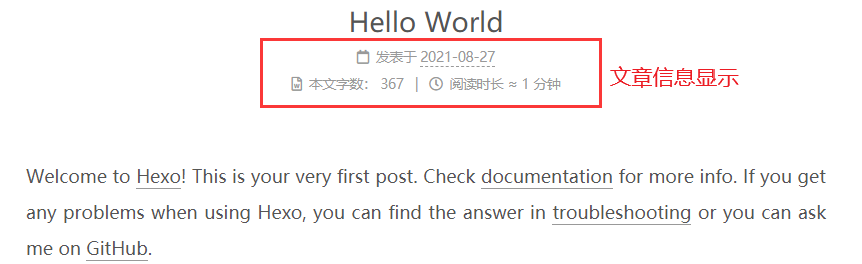 Hello World
发表于 2021-08-27
本文字数： 367 | 阅读时长 ≈ 1 分钟
文章信息显示
Welcome to Hexo! This is your very first post. Check documentation for more info. If you get
any problems when using Hexo, you can find the answer in troubleshooting or you can ask
me on GitHub.